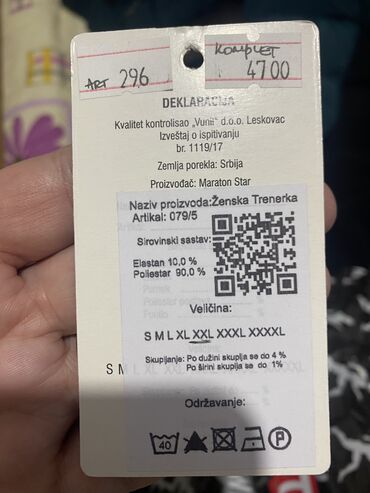 ART 296
KOMPLET
4700
DEKLARACIJA
Kvalitet kontrolisao „Vunil“ d.o.o. Leskovac
Izveštaj o ispitivanju
br. 1119/17
Zemlja porekla: Srbija
Proizvođač: Maraton Star
Naziv proizvoda:Ženska Trenerka
Artikal: 079/5
Sirovinski sastav:
Elastan 10,0 %
Poliestar 90,0 %
Veličina:
S M L XL XXL XXXL XXXXL
Skupljanje: Po dužini skuplja se do 4 %
Po širini skuplja se do 1%
Održavanje:
40